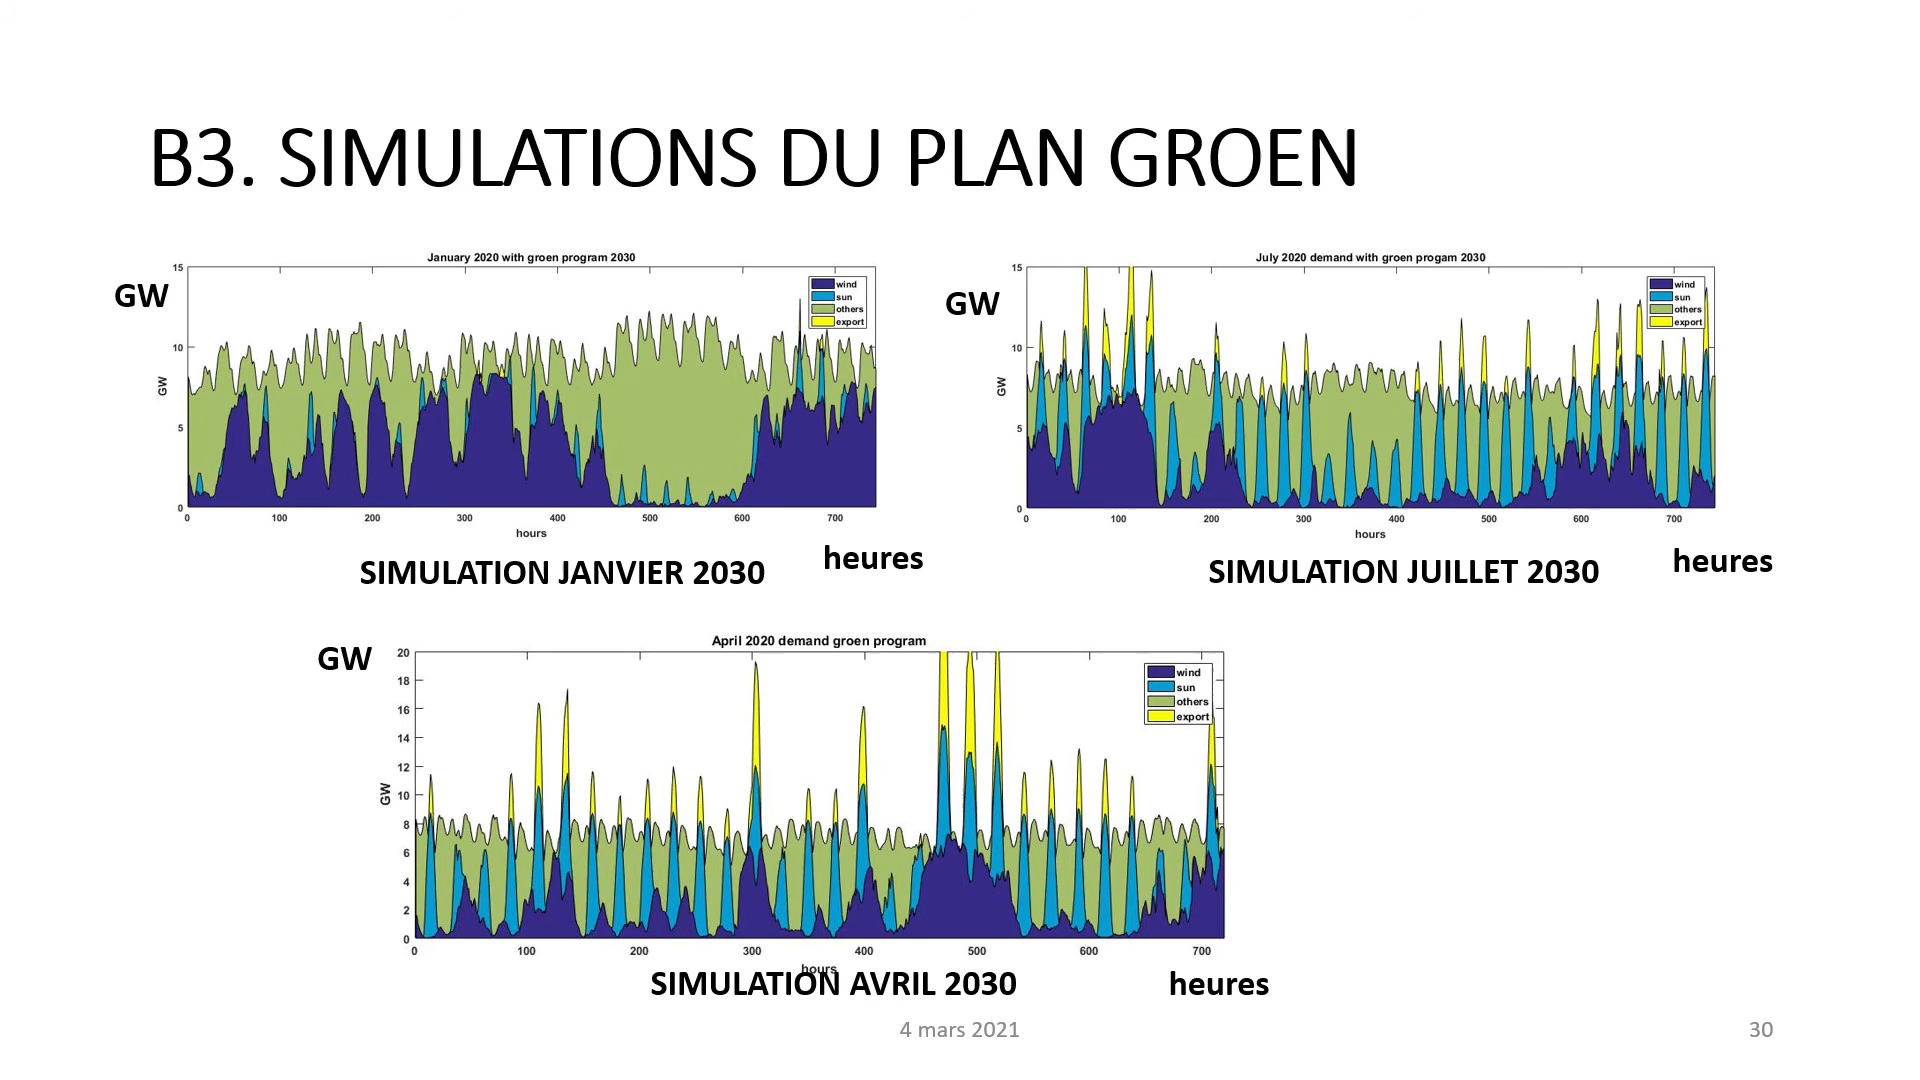 B3. SIMULATIONS DU PLAN GROEN
GW
January 2020 with groen program 2030
15
10
5
0
GW
wind
sun
others
export
0 100 200 300 400 500 600 700
hours
SIMULATION JANVIER 2030
heures
GW
July 2020 demand with groen progam 2030
15
10
5
0
GW
wind
sun
others
export
0 100 200 300 400 500 600 700
hours
SIMULATION JUILLET 2030
heures
GW
April 2020 demand groen program
20
18
16
14
12
10
8
6
4
2
0
GW
wind
sun
others
export
0 100 200 300 400 500 600 700
hours
SIMULATION AVRIL 2030
heures
4 mars 2021
30